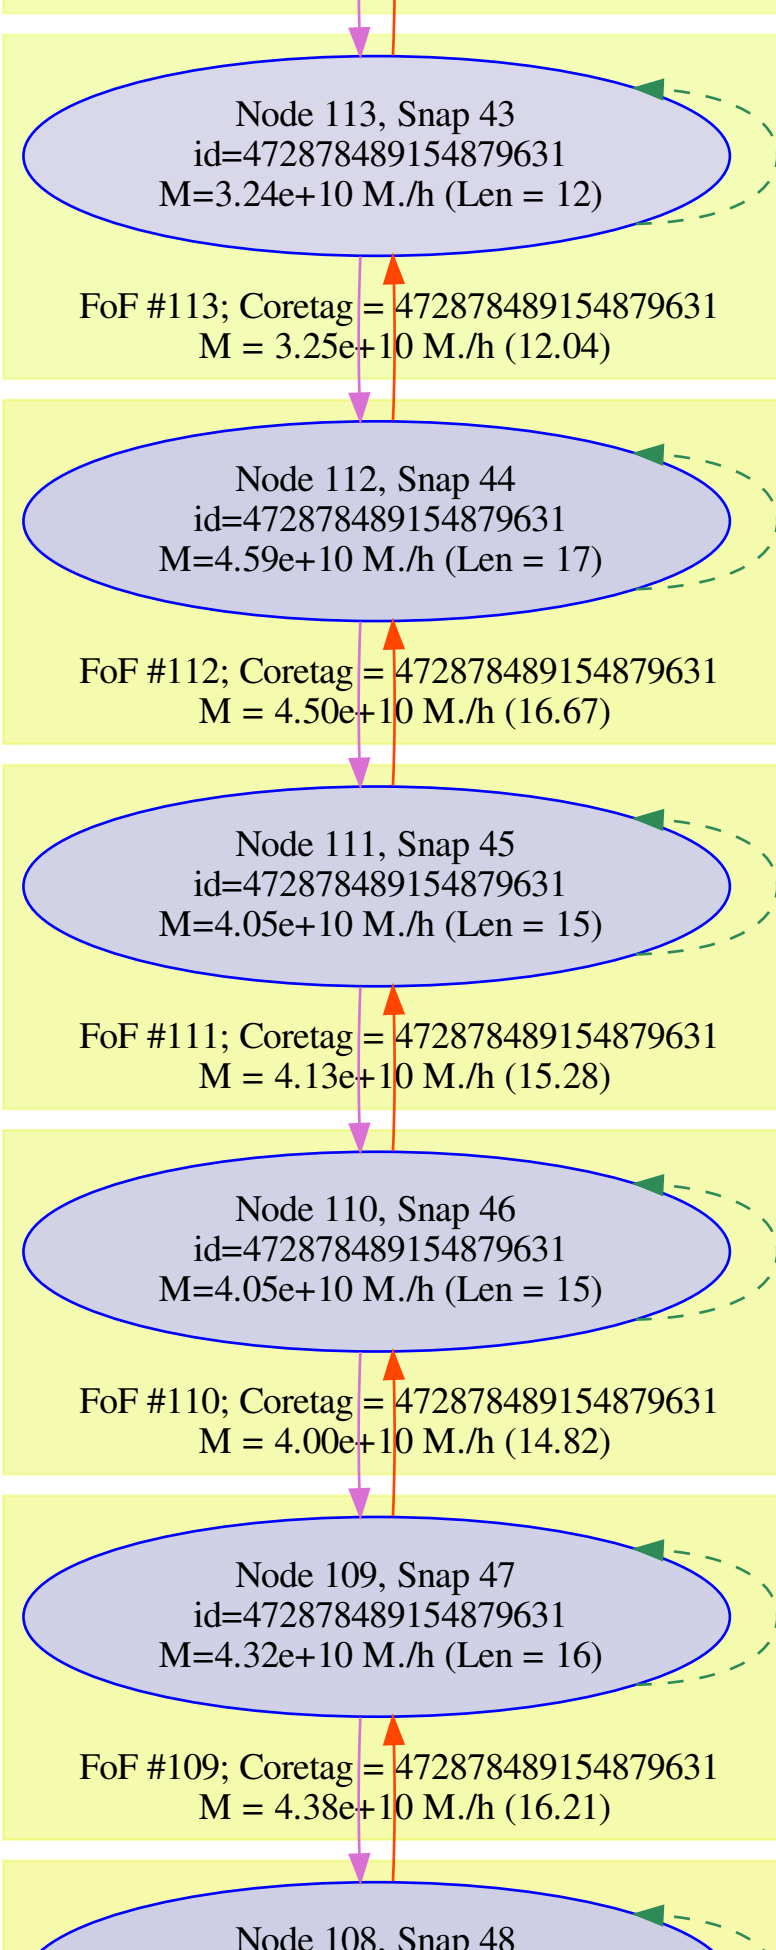 Node 113, Snap 43
id=472878489154879631
M=3.24e+10 M./h (Len = 12)
FoF #113; Coretag = 472878489154879631
M = 3.25e+10 M./h (12.04)
Node 112, Snap 44
id=472878489154879631
M=4.59e+10 M./h (Len = 17)
FoF #112; Coretag = 472878489154879631
M = 4.50e+10 M./h (16.67)
Node 111, Snap 45
id=472878489154879631
M=4.05e+10 M./h (Len = 15)
FoF #111; Coretag = 472878489154879631
M = 4.13e+10 M./h (15.28)
Node 110, Snap 46
id=472878489154879631
M=4.05e+10 M./h (Len = 15)
FoF #110; Coretag = 472878489154879631
M = 4.00e+10 M./h (14.82)
Node 109, Snap 47
id=472878489154879631
M=4.32e+10 M./h (Len = 16)
FoF #109; Coretag = 472878489154879631
M = 4.38e+10 M./h (16.21)
Node 108, Snap 48